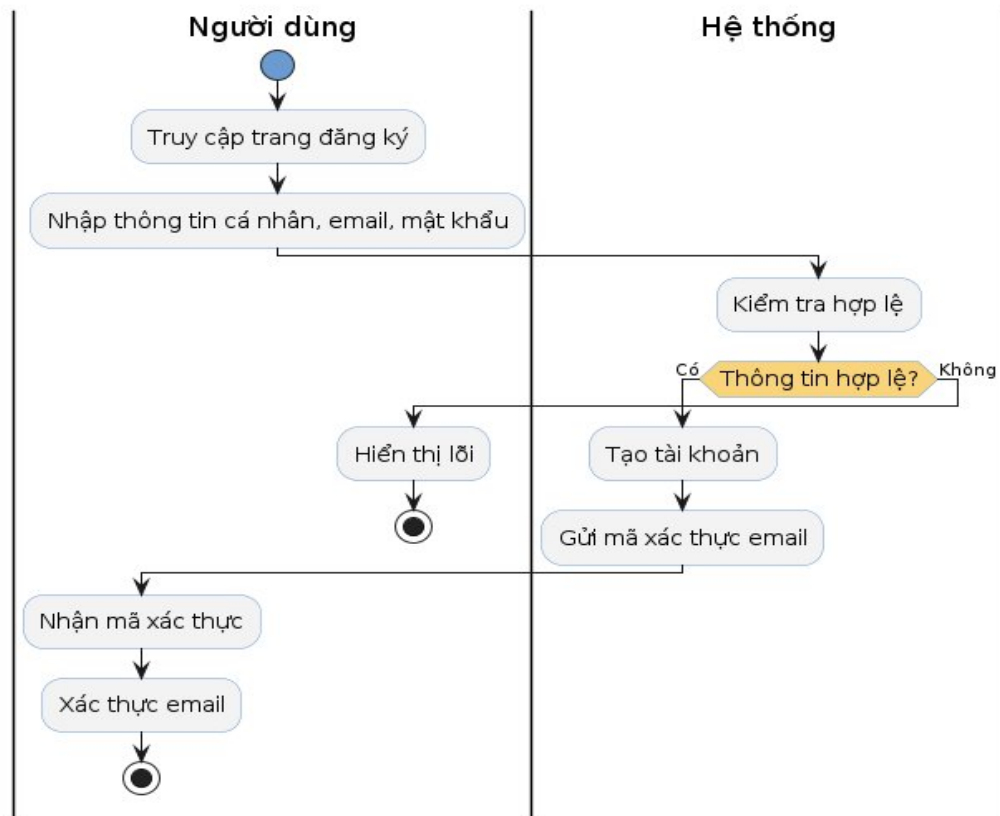 Người dùng
Hệ thống
Truy cập trang đăng ký
Nhập thông tin cá nhân, email, mật khẩu
Kiểm tra hợp lệ
Có
Thông tin hợp lệ?
Không
Hiển thị lỗi
Tạo tài khoản
Gửi mã xác thực email
Nhận mã xác thực
Xác thực email